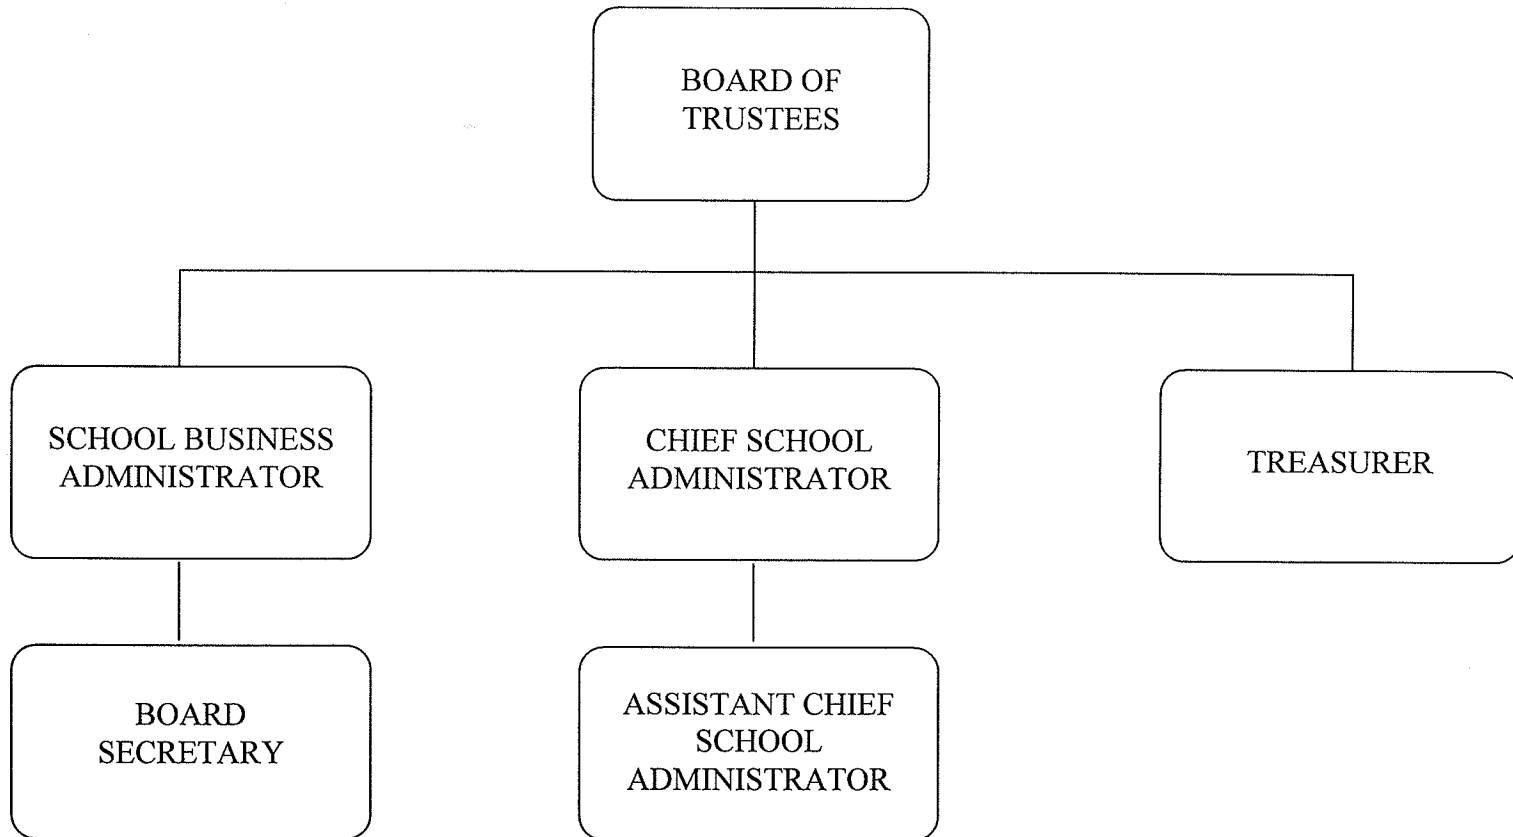 BOARD OF
TRUSTEES
SCHOOL BUSINESS
ADMINISTRATOR
CHIEF SCHOOL
ADMINISTRATOR
TREASURER
BOARD
SECRETARY
ASSISTANT CHIEF
SCHOOL
ADMINISTRATOR